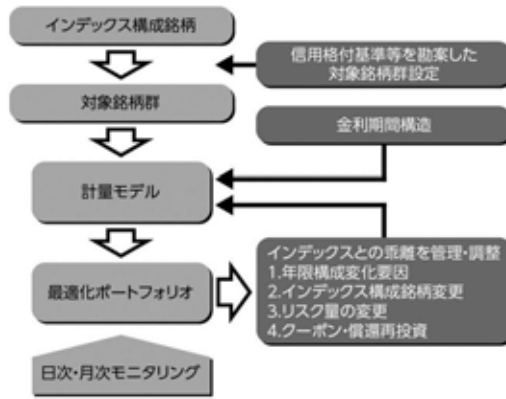 インデックス構成銘柄
信用格付基準等を勘案した
対象銘柄群設定
対象銘柄群
金利期間構造
計量モデル
インデックスとの乖離を管理・調整
1.年限構成変化要因
2.インデックス構成銘柄変更
3.リスク量の変更
4.クーポン・償還再投資
最適化ポートフォリオ
日次・月次モニタリング